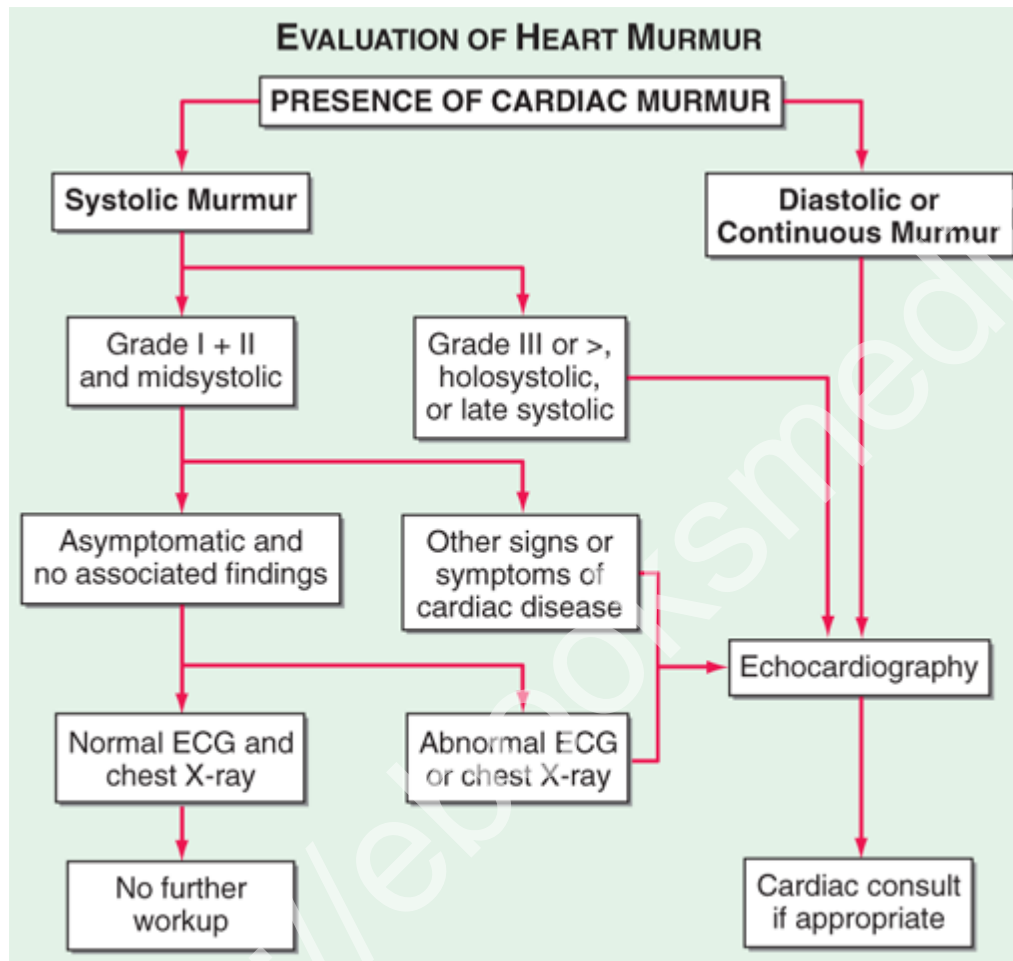 EVALUATION OF HEART MURMUR
PRESENCE OF CARDIAC MURMUR
Systolic Murmur
Diastolic or
Continuous Murmur
Grade I + II
and midsystolic
Grade III or >,
holosystolic,
or late systolic
Asymptomatic and
no associated findings
Other signs or
symptoms of
cardiac disease
Echocardiography
Normal ECG and
chest X-ray
Abnormal ECG
or chest X-ray
No further
workup
Cardiac consult
if appropriate
//ebooksmedi